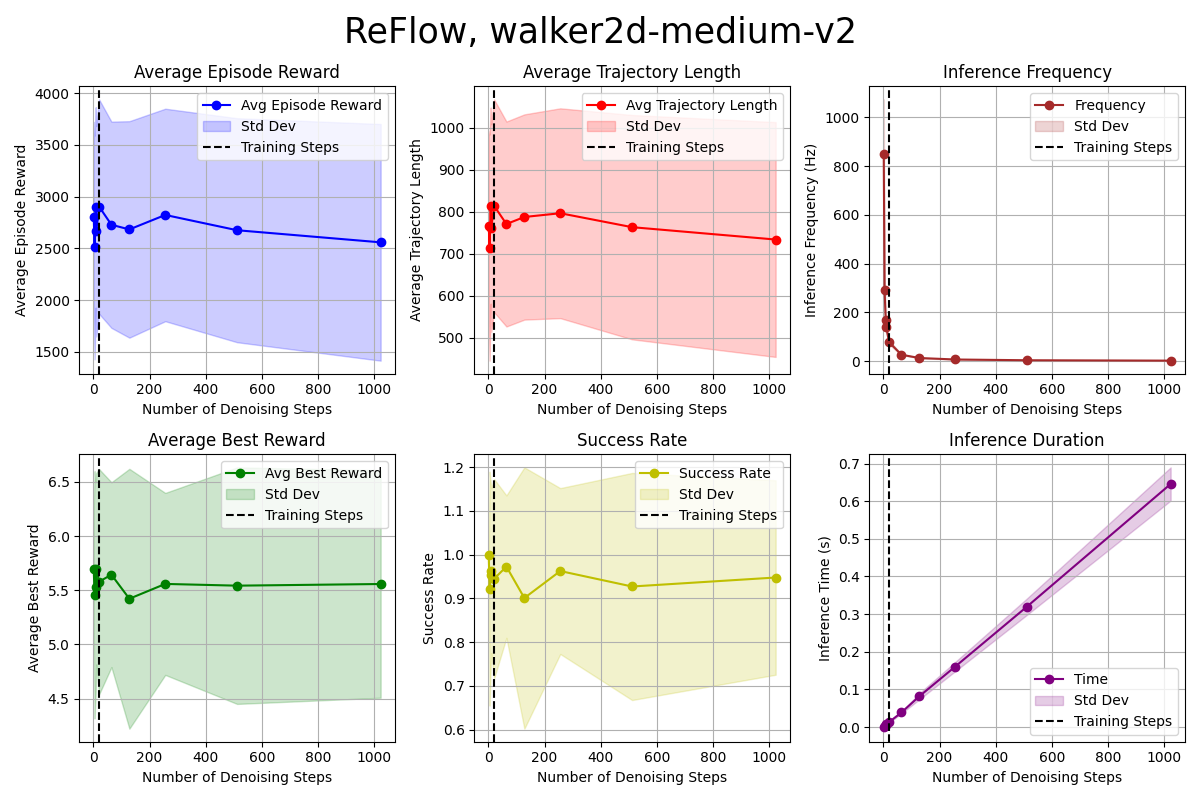 ReFlow, walker2d-medium-v2
Average Episode Reward
4000
3500
3000
2500
2000
1500
0 200 400 600 800 1000
Number of Denoising Steps
Average Episode Reward
Avg Episode Reward
Std Dev
Training Steps
Average Trajectory Length
1000
900
800
700
600
500
0 200 400 600 800 1000
Number of Denoising Steps
Average Trajectory Length
Avg Trajectory Length
Std Dev
Training Steps
Inference Frequency
1000
800
600
400
200
0
0 200 400 600 800 1000
Number of Denoising Steps
Inference Frequency (Hz)
Frequency
Std Dev
Training Steps
Average Best Reward
6.5
6.0
5.5
5.0
4.5
0 200 400 600 800 1000
Number of Denoising Steps
Average Best Reward
Avg Best Reward
Std Dev
Training Steps
Success Rate
1.2
1.1
1.0
0.9
0.8
0.7
0.6
0 200 400 600 800 1000
Number of Denoising Steps
Success Rate
Success Rate
Std Dev
Training Steps
Inference Duration
0.7
0.6
0.5
0.4
0.3
0.2
0.1
0.0
0 200 400 600 800 1000
Number of Denoising Steps
Inference Time (s)
Time
Std Dev
Training Steps